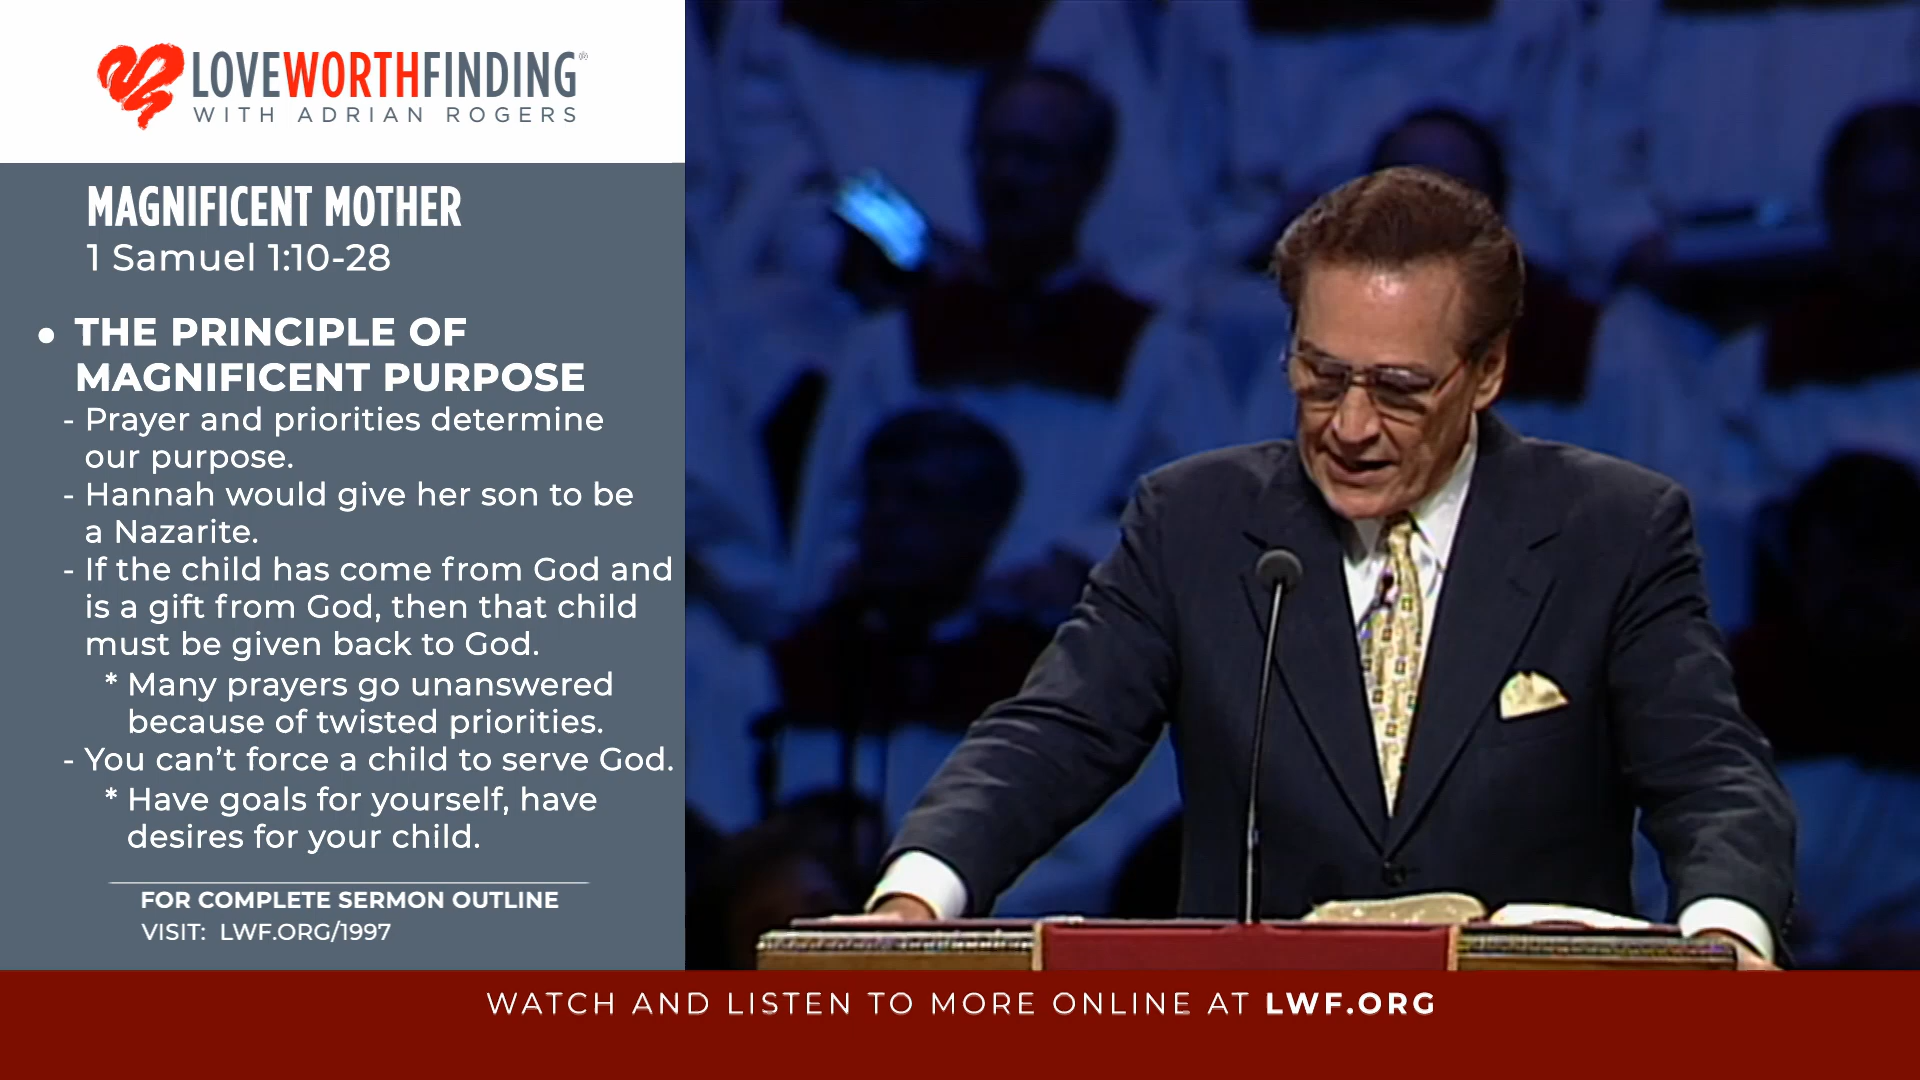 LOVEWORTHFINDING®
WITH ADRIAN ROGERS
MAGNIFICENT MOTHER
1 Samuel 1:10-28
• THE PRINCIPLE OF
MAGNIFICENT PURPOSE
- Prayer and priorities determine
our purpose.
- Hannah would give her son to be
a Nazarite.
- If the child has come from God and
is a gift from God, then that child
must be given back to God.
* Many prayers go unanswered
because of twisted priorities.
- You can't force a child to serve God.
* Have goals for yourself, have
desires for your child.
FOR COMPLETE SERMON OUTLINE
VISIT: LWF.ORG/1997
WATCH AND LISTEN TO MORE ONLINE AT LWF.ORG